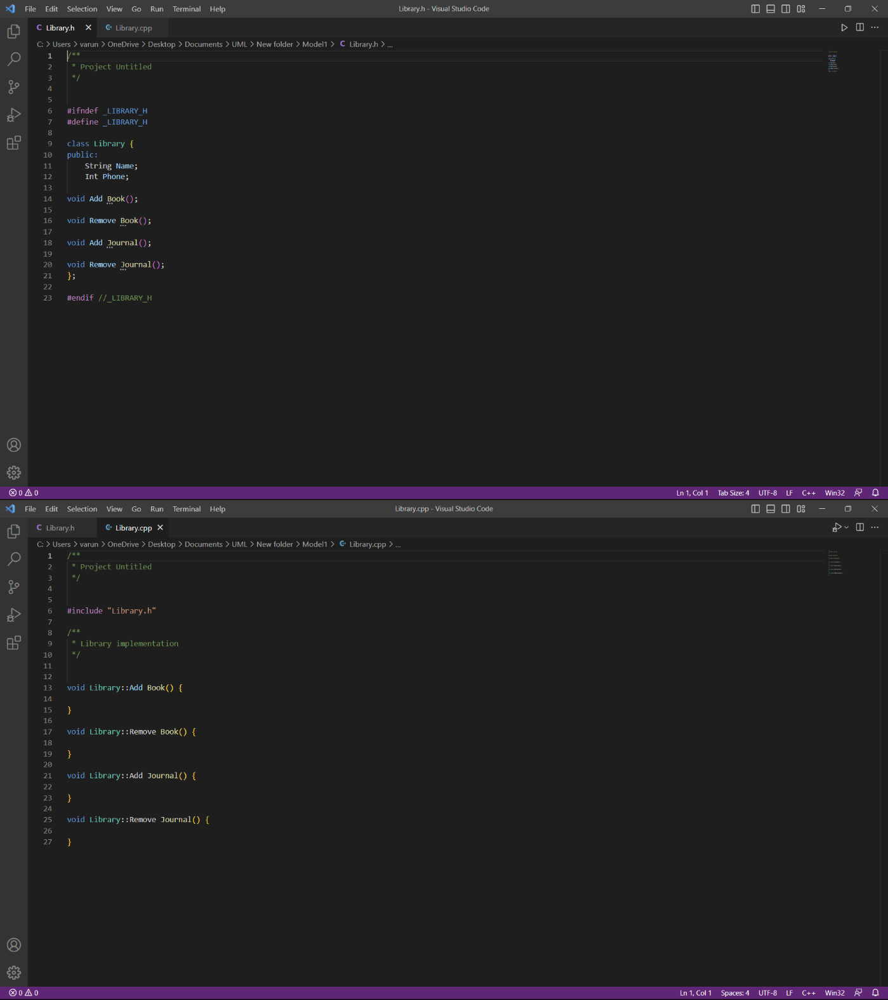 File Edit Selection View Go Run Terminal Help Library.h - Visual Studio Code
Library.h Library.cpp
C: > Users > varun > OneDrive > Desktop > Documents > UML > New folder > Model1 > Library.h > ...
1 /**
2 * Project Untitled
3 */
4
5
6 #ifndef _LIBRARY_H
7 #define _LIBRARY_H
8
9 class Library {
10 public:
11 String Name;
12 Int Phone;
13
14 void Add Book();
15
16 void Remove Book();
17
18 void Add Journal();
19
20 void Remove Journal();
21 };
22
23 #endif //_LIBRARY_H
0 0 Ln 1, Col 1 Tab Size: 4 UTF-8 LF C++ Win32
File Edit Selection View Go Run Terminal Help Library.cpp - Visual Studio Code
Library.h Library.cpp
C: > Users > varun > OneDrive > Desktop > Documents > UML > New folder > Model1 > Library.cpp > ...
1 /**
2 * Project Untitled
3 */
4
5
6 #include "Library.h"
7
8 /**
9 * Library implementation
10 */
11
12
13 void Library::Add Book() {
14
15 }
16
17 void Library::Remove Book() {
18
19 }
20
21 void Library::Add Journal() {
22
23 }
24
25 void Library::Remove Journal() {
26
27 }
0 0 Ln 1, Col 1 Spaces: 4 UTF-8 LF C++ Win32